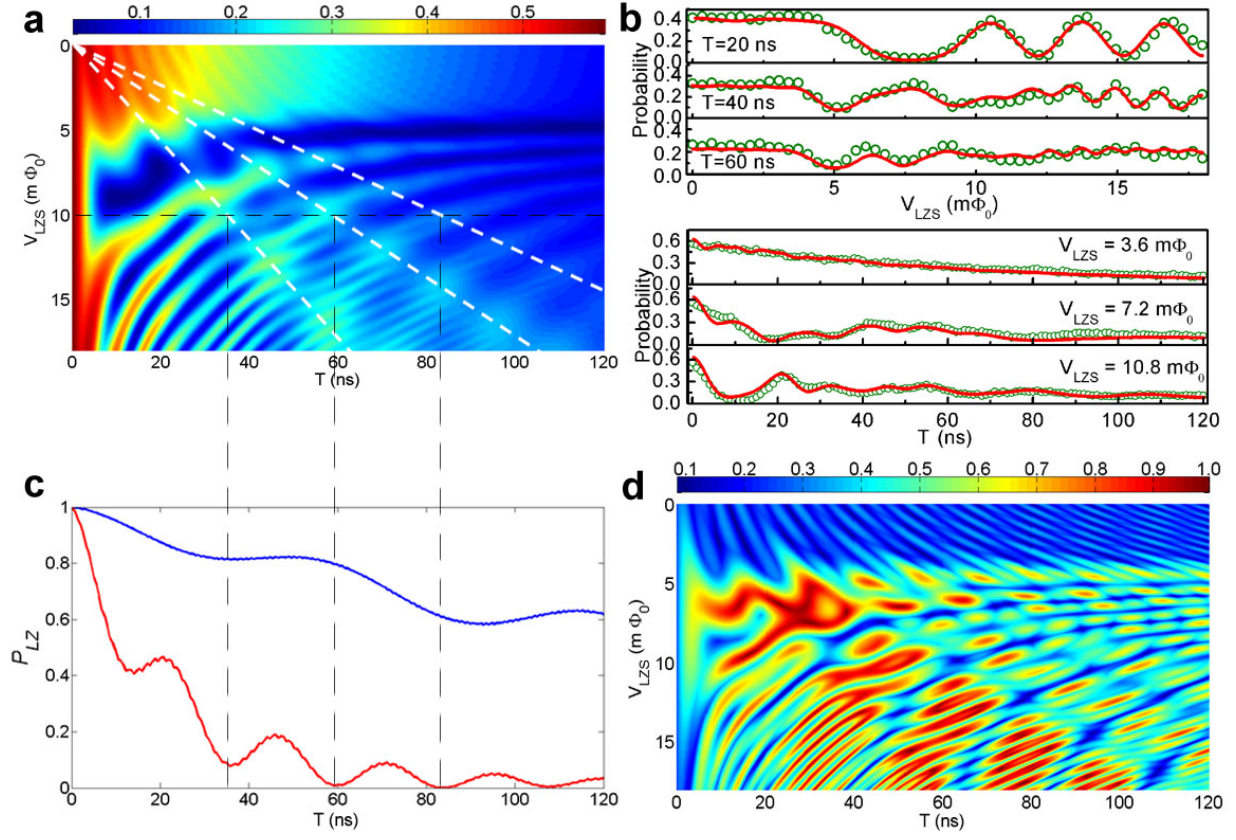 a
0.1 0.2 0.3 0.4 0.5
0 5 10 15
V_LZS (m Φ_0)
0 20 40 60 80 100 120
T (ns)
b
Probability
0.4 0.2 0.0
T=20 ns
0.4 0.2 0.0
T=40 ns
0.4 0.2 0.0
T=60 ns
0 5 10 15
V_LZS (mΦ_0)
Probability
0.6 0.3 0.0
V_LZS = 3.6 mΦ_0
0.6 0.3 0.0
V_LZS = 7.2 mΦ_0
0.6 0.3 0.0
V_LZS = 10.8 mΦ_0
0 20 40 60 80 100 120
T (ns)
c
1 0.8 0.6 0.4 0.2 0
P_LZ
0 20 40 60 80 100 120
T (ns)
d
0.1 0.2 0.3 0.4 0.5 0.6 0.7 0.8 0.9 1.0
0 5 10 15
V_LZS (m Φ_0)
0 20 40 60 80 100 120
T (ns)